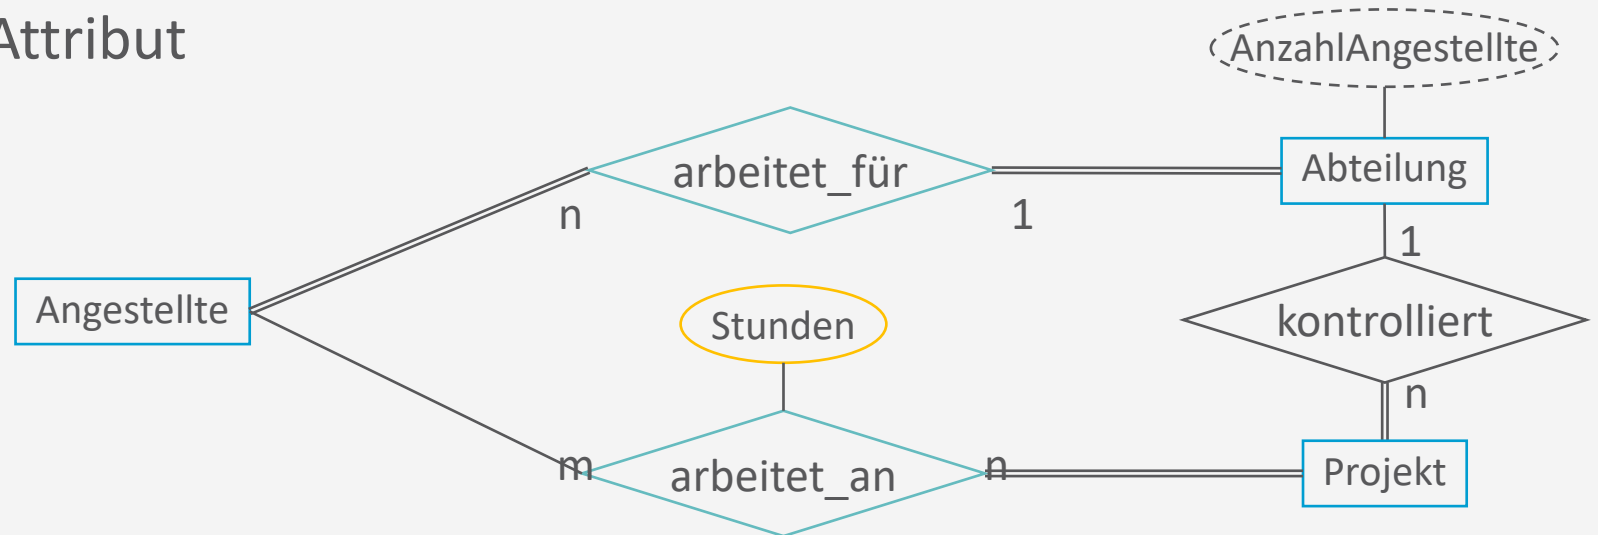 Attribut
AnzahlAngestellte
arbeitet_für
Abteilung
n
1
1
Angestellte
Stunden
kontrolliert
n
m
arbeitet_an
n
Projekt